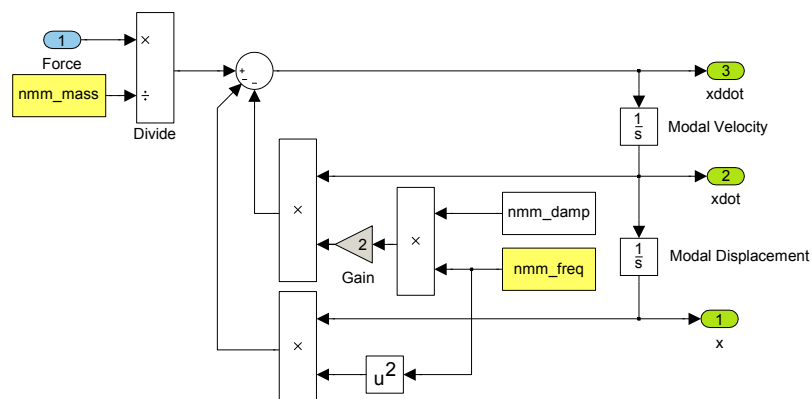 1
Force
nmm_mass
×
÷
Divide
+
−
−
3
xddot
1
s
Modal Velocity
2
xdot
×
×
2
Gain
nmm_damp
nmm_freq
1
s
Modal Displacement
1
x
×
u²